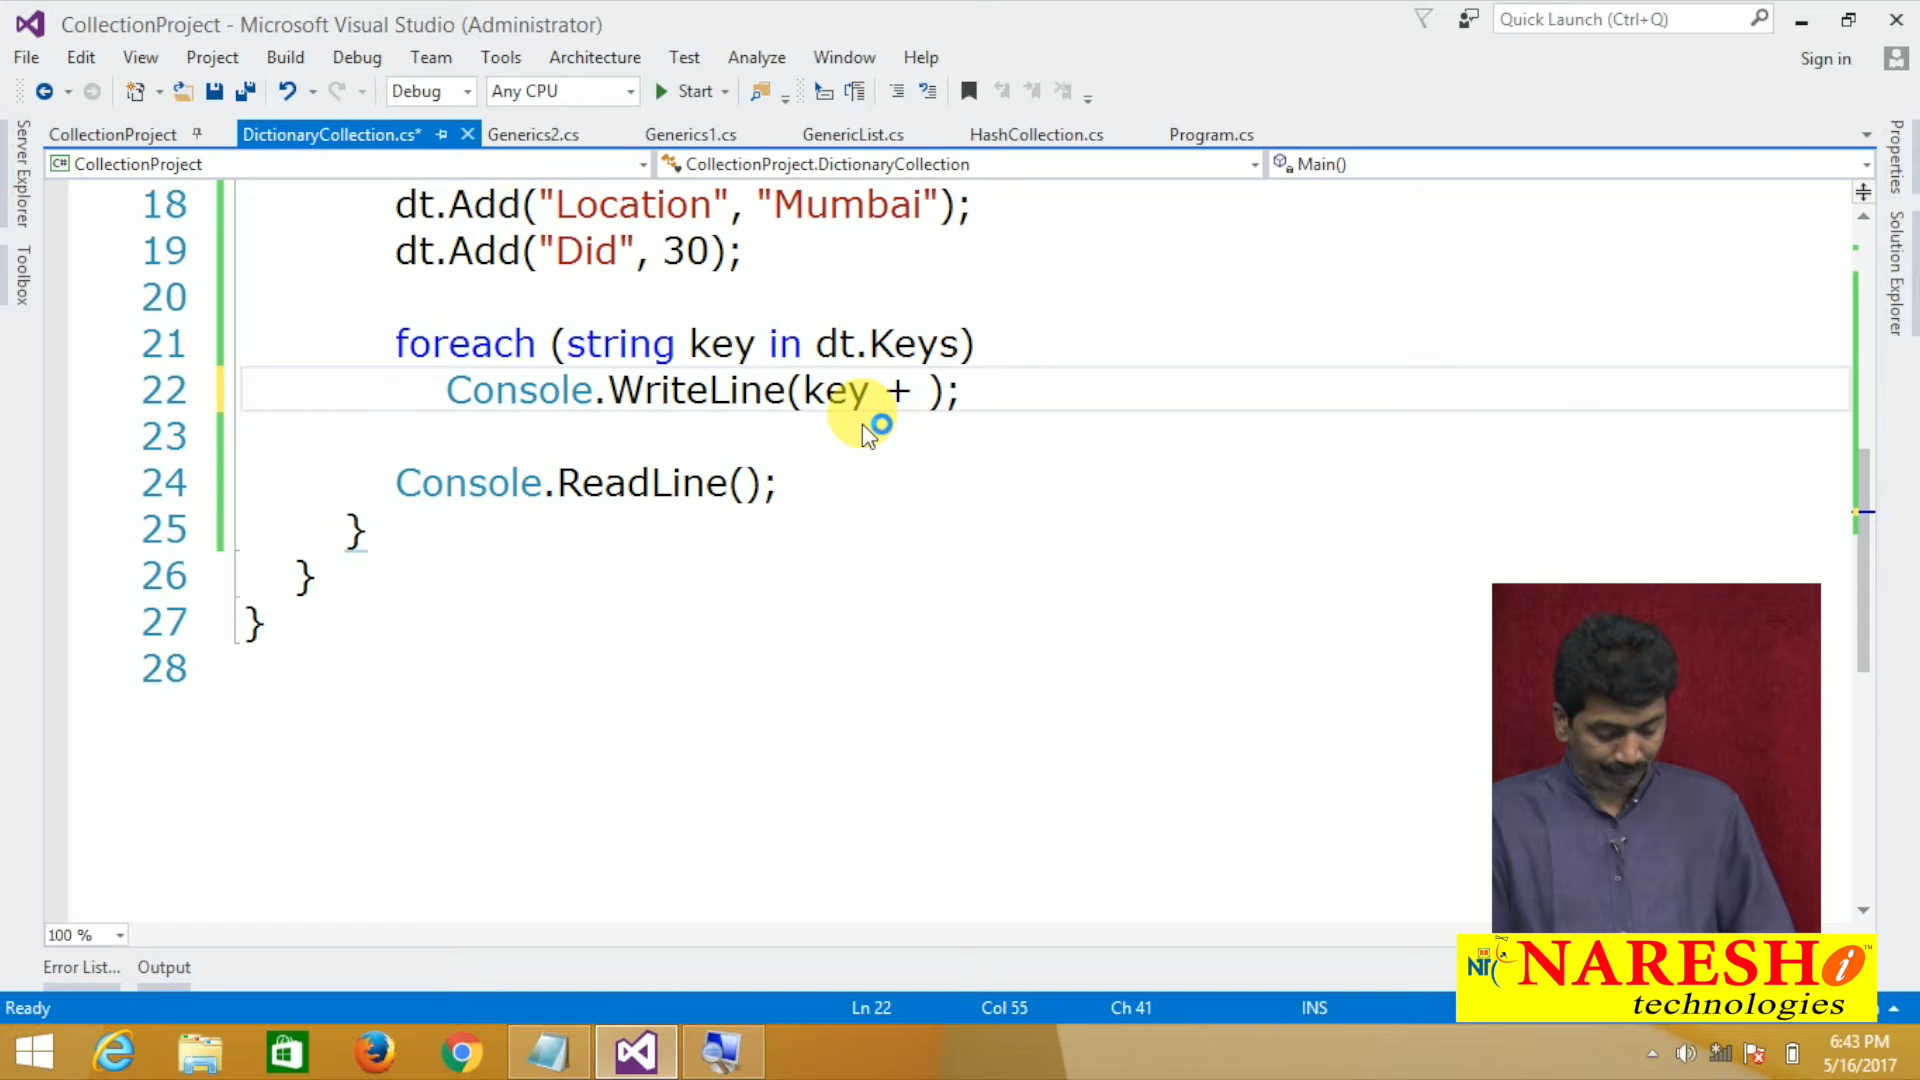 CollectionProject - Microsoft Visual Studio (Administrator)
Quick Launch (Ctrl+Q)
File Edit View Project Build Debug Team Tools Architecture Test Analyze Window Help
Sign in
Debug Any CPU Start
CollectionProject DictionaryCollection.cs* Generics2.cs Generics1.cs GenericList.cs HashCollection.cs Program.cs
C# CollectionProject CollectionProject.DictionaryCollection Main()
Server Explorer
Toolbox
Properties
Solution Explorer
18 dt.Add("Location", "Mumbai");
19 dt.Add("Did", 30);
20
21 foreach (string key in dt.Keys)
22 Console.WriteLine(key + );
23
24 Console.ReadLine();
25 }
26 }
27 }
28
100 %
Error List... Output
Ready Ln 22 Col 55 Ch 41 INS
NARESH i
technologies
6:43 PM
5/16/2017